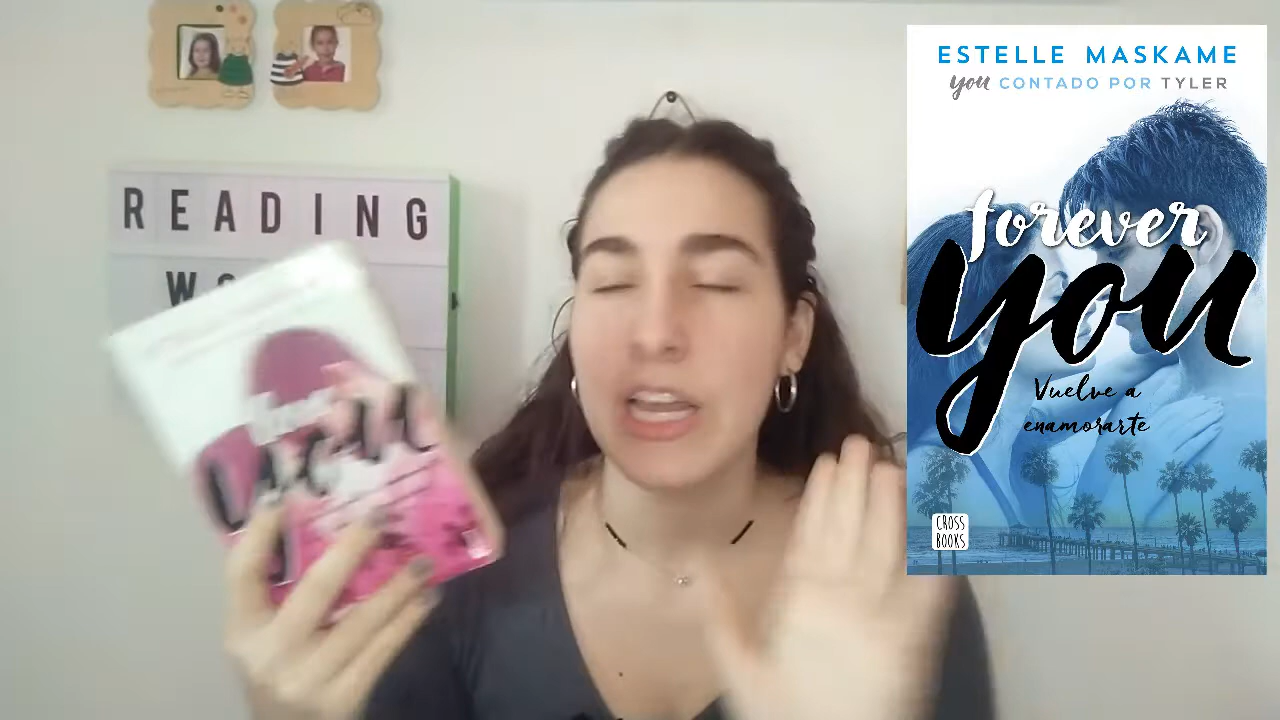 READING
ESTELLE MASKAME
you CONTADO POR TYLER
forever
you
Vuelve a
enamorarte
CROSS
BOOKS